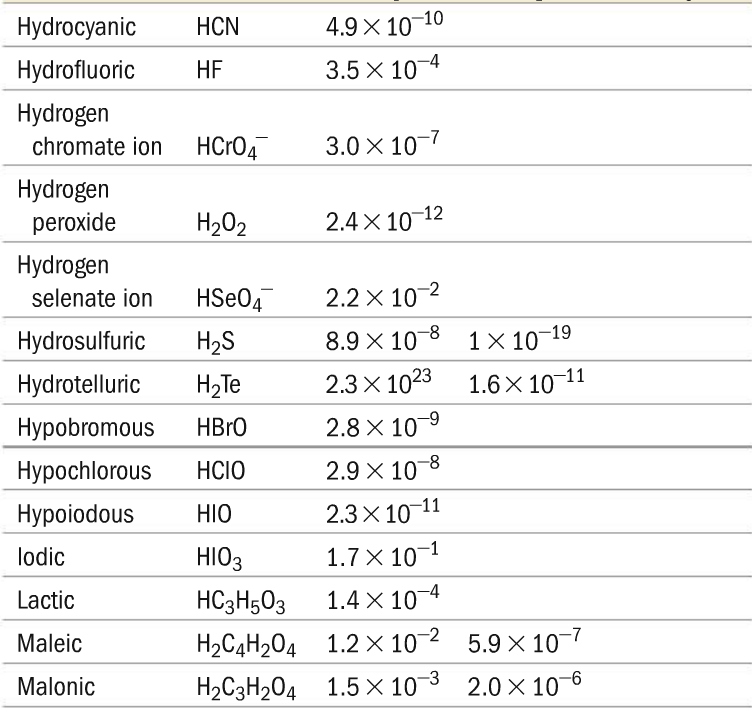 Hydrocyanic HCN 4.9 × 10⁻¹⁰
Hydrofluoric HF 3.5 × 10⁻⁴
Hydrogen
chromate ion HCrO₄⁻ 3.0 × 10⁻⁷
Hydrogen
peroxide H₂O₂ 2.4 × 10⁻¹²
Hydrogen
selenate ion HSeO₄⁻ 2.2 × 10⁻²
Hydrosulfuric H₂S 8.9 × 10⁻⁸ 1 × 10⁻¹⁹
Hydrotelluric H₂Te 2.3 × 10²³ 1.6 × 10⁻¹¹
Hypobromous HBrO 2.8 × 10⁻⁹
Hypochlorous HClO 2.9 × 10⁻⁸
Hypoiodous HIO 2.3 × 10⁻¹¹
Iodic HIO₃ 1.7 × 10⁻¹
Lactic HC₃H₅O₃ 1.4 × 10⁻⁴
Maleic H₂C₄H₂O₄ 1.2 × 10⁻² 5.9 × 10⁻⁷
Malonic H₂C₃H₂O₄ 1.5 × 10⁻³ 2.0 × 10⁻⁶